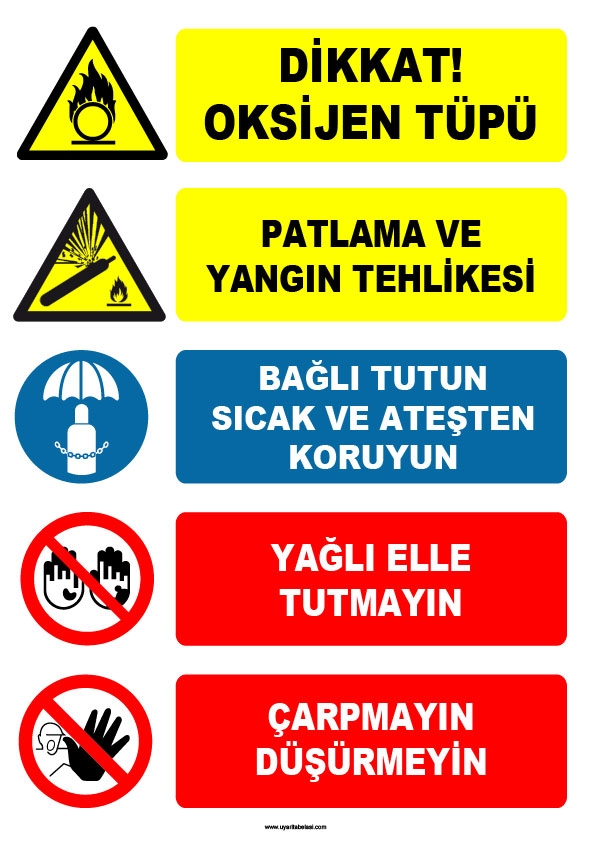 DİKKAT!
OKSİJEN TÜPÜ
PATLAMA VE
YANGIN TEHLİKESİ
BAĞLI TUTUN
SICAK VE ATEŞTEN
KORUYUN
YAĞLI ELLE
TUTMAYIN
ÇARPMAYIN
DÜŞÜRMEYİN
www.uyaritabelasi.com